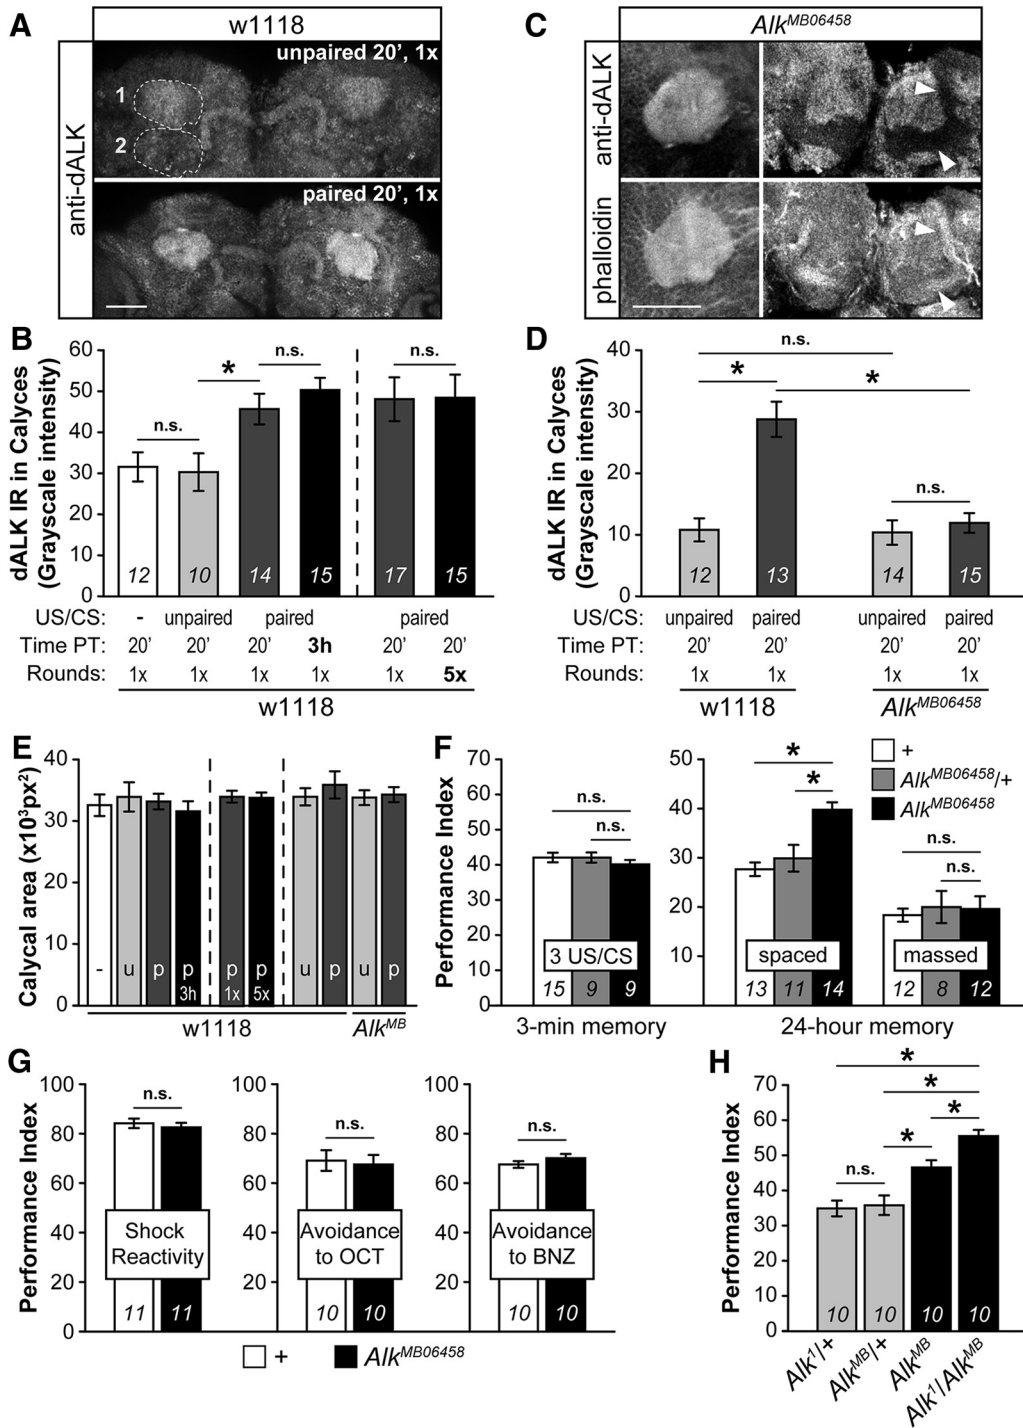 A
w1118
anti-dALK
unpaired 20’, 1x
1
2
paired 20’, 1x
B
dALK IR in Calyces
(Grayscale intensity)
60
50
40
30
20
10
0
n.s.
*
n.s.
n.s.
12
10
14
15
17
15
US/CS:
-
unpaired
paired
paired
Time PT:
20’
20’
20’
3h
20’
20’
Rounds:
1x
1x
1x
1x
1x
5x
w1118
C
Alk^MB06458
anti-dALK
phalloidin
D
dALK IR in Calyces
(Grayscale intensity)
40
30
20
10
0
n.s.
*
*
n.s.
12
13
14
15
US/CS:
unpaired
paired
unpaired
paired
Time PT:
20’
20’
20’
20’
Rounds:
1x
1x
1x
1x
w1118
Alk^MB06458
E
Calycal area (x10³px²)
40
30
20
10
0
-
u
p
p
3h
p
1x
p
5x
u
p
u
p
w1118
Alk^MB
F
Performance Index
70
60
50
40
30
20
10
0
n.s.
n.s.
3 US/CS
15
9
9
3-min memory
50
40
30
20
10
*
*
spaced
13
11
14
n.s.
n.s.
massed
12
8
12
24-hour memory
+
Alk^MB06458/+
Alk^MB06458
G
Performance Index
100
80
60
40
20
0
n.s.
Shock
Reactivity
11
11
100
80
60
40
20
n.s.
Avoidance
to OCT
10
10
100
80
60
40
20
n.s.
Avoidance
to BNZ
10
10
+
Alk^MB06458
H
Performance Index
70
60
50
40
30
20
10
0
*
*
*
*
n.s.
10
10
10
10
Alk¹/+
Alk^MB/+
Alk^MB
Alk¹/Alk^MB